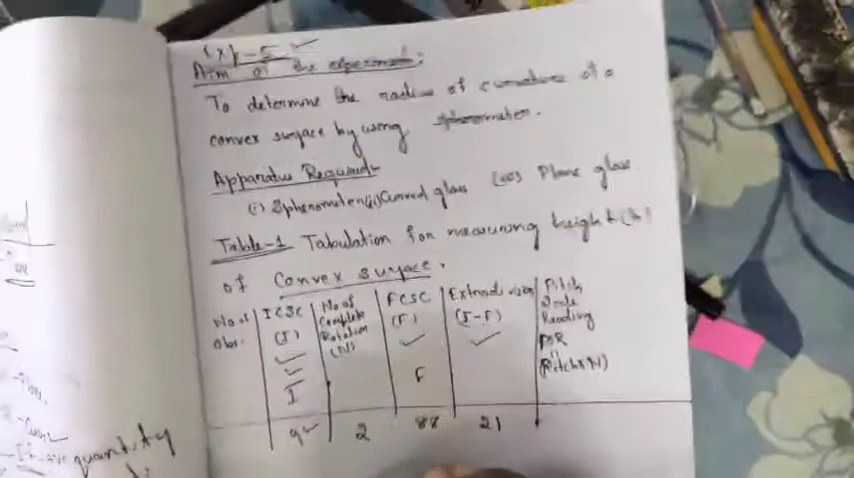 Exp-5
Aim of the experiment:
To determine the radius of curvature of a
convex surface by using spherometer.
Apparatus Required-
(i) Spherometer (ii) Curved glass (iii) Plane glass.
Table-1 Tabulation for measuring height (h)
of Convex surface.
No. of Obs.
ICSC (I) I
No of Complete Rotation (N)
FCSC (F) F
(I-F)
Pitch Scale Reading PSR (Pitch x N)
9 2 88 21
quantity